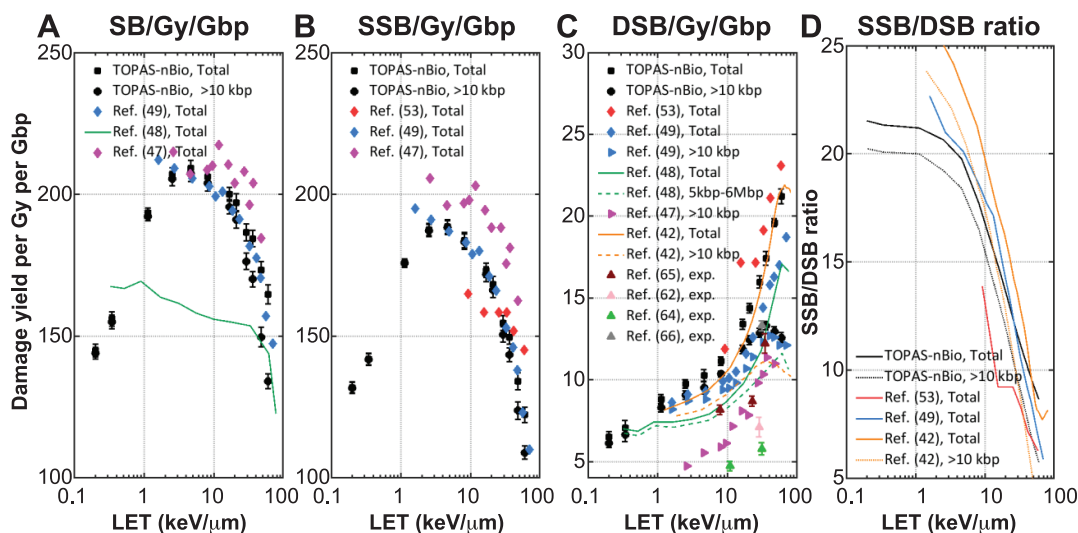 A SB/Gy/Gbp
Damage yield per Gy per Gbp
250
200
150
100
TOPAS-nBio, Total
TOPAS-nBio, >10 kbp
Ref. (49), Total
Ref. (48), Total
Ref. (47), Total
0.1 1 10 100
LET (keV/μm)
B SSB/Gy/Gbp
TOPAS-nBio, Total
TOPAS-nBio, >10 kbp
Ref. (53), Total
Ref. (49), Total
Ref. (47), Total
0.1 1 10 100
LET (keV/μm)
C DSB/Gy/Gbp
30
25
20
15
10
5
TOPAS-nBio, Total
TOPAS-nBio, >10 kbp
Ref. (53), Total
Ref. (49), Total
Ref. (49), >10 kbp
Ref. (48), Total
Ref. (48), 5kbp-6Mbp
Ref. (47), >10 kbp
Ref. (42), Total
Ref. (42), >10 kbp
Ref. (65), exp.
Ref. (62), exp.
Ref. (64), exp.
Ref. (66), exp.
0.1 1 10 100
LET (keV/μm)
D SSB/DSB ratio
SSB/DSB ratio
25
20
15
10
5
TOPAS-nBio, Total
TOPAS-nBio, >10 kbp
Ref. (53), Total
Ref. (49), Total
Ref. (42), Total
Ref. (42), >10 kbp
0.1 1 10 100
LET (keV/μm)